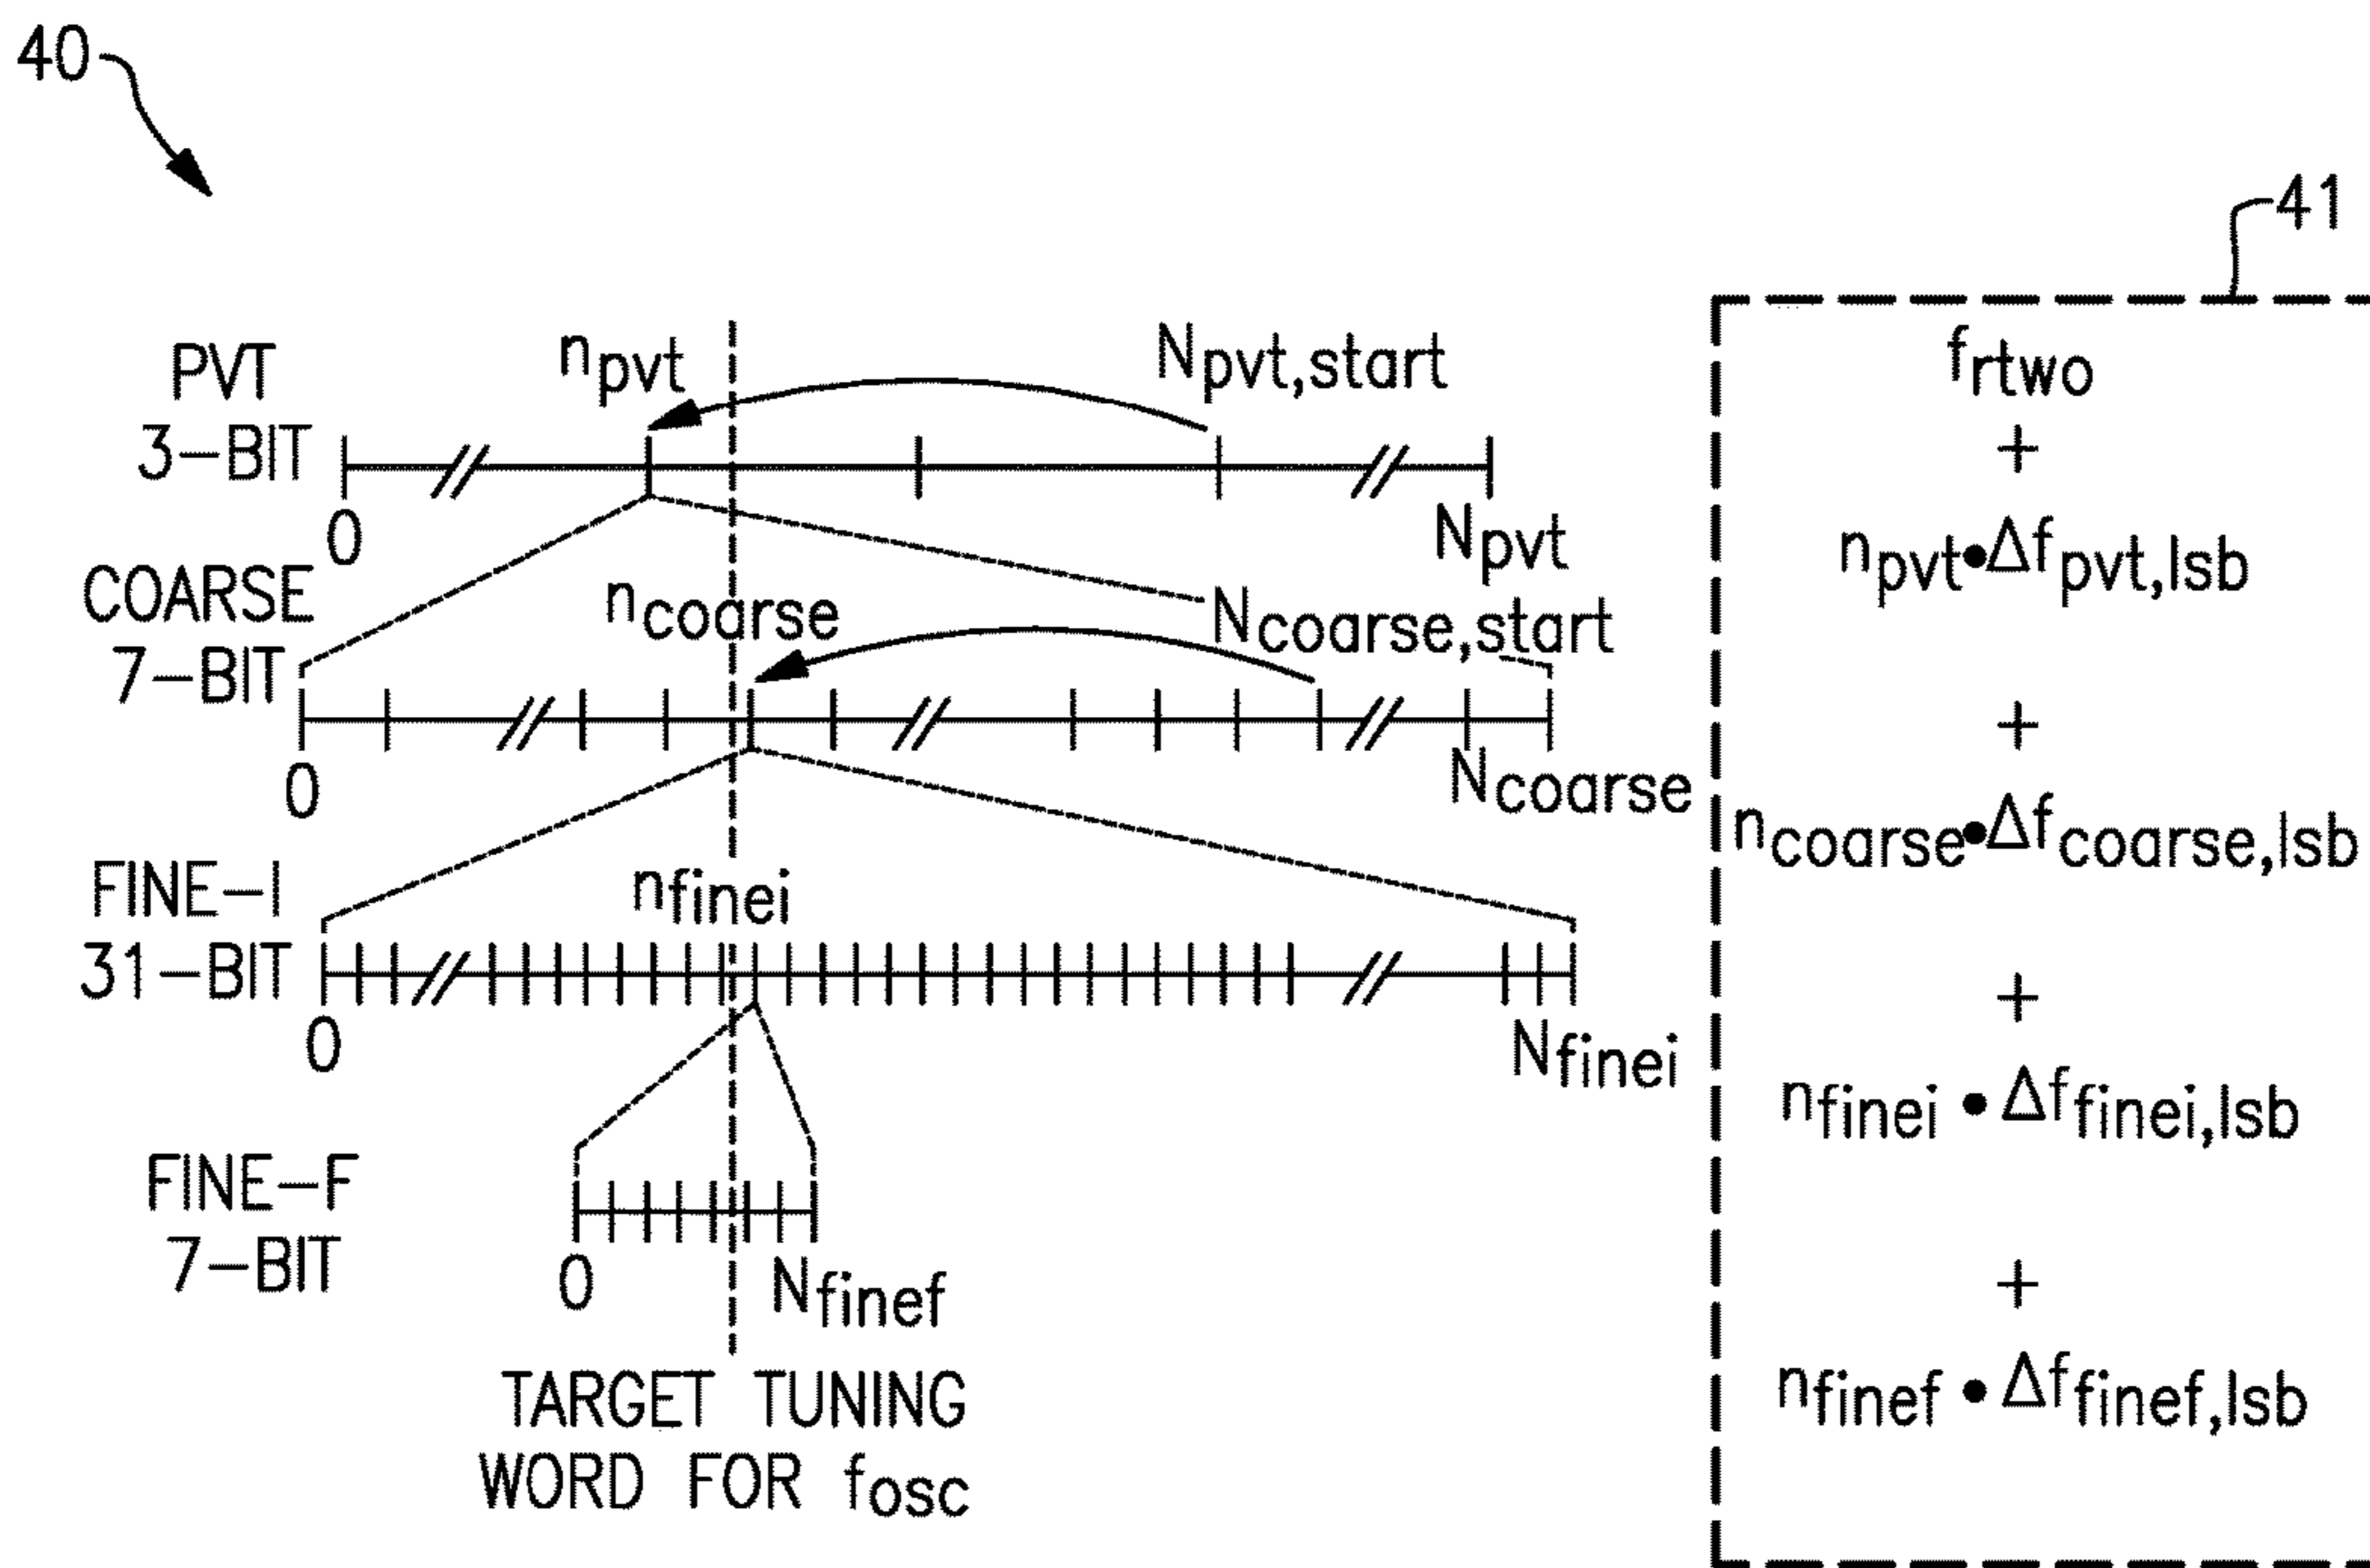 40
41
PVT
3-BIT
npvt
Npvt,start
0
Npvt
COARSE
7-BIT
ncoarse
Ncoarse,start
0
Ncoarse
FINE-I
31-BIT
nfinei
0
Nfinei
FINE-F
7-BIT
0
Nfinef
TARGET TUNING
WORD FOR fosc
frtwo
+
npvt•Δfpvt,lsb
+
ncoarse•Δfcoarse,lsb
+
nfinei • Δffinei,lsb
+
nfinef • Δffinef,lsb